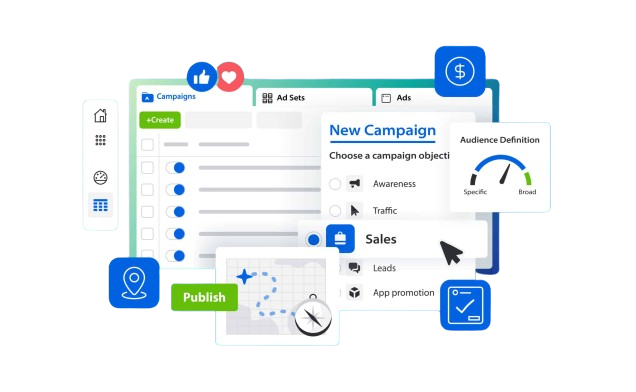 Campaigns
Ad Sets
Ads
+Create
New Campaign
Choose a campaign objecti
Awareness
Traffic
Sales
Leads
App promotion
Audience Definition
Specific
Broad
Publish
$